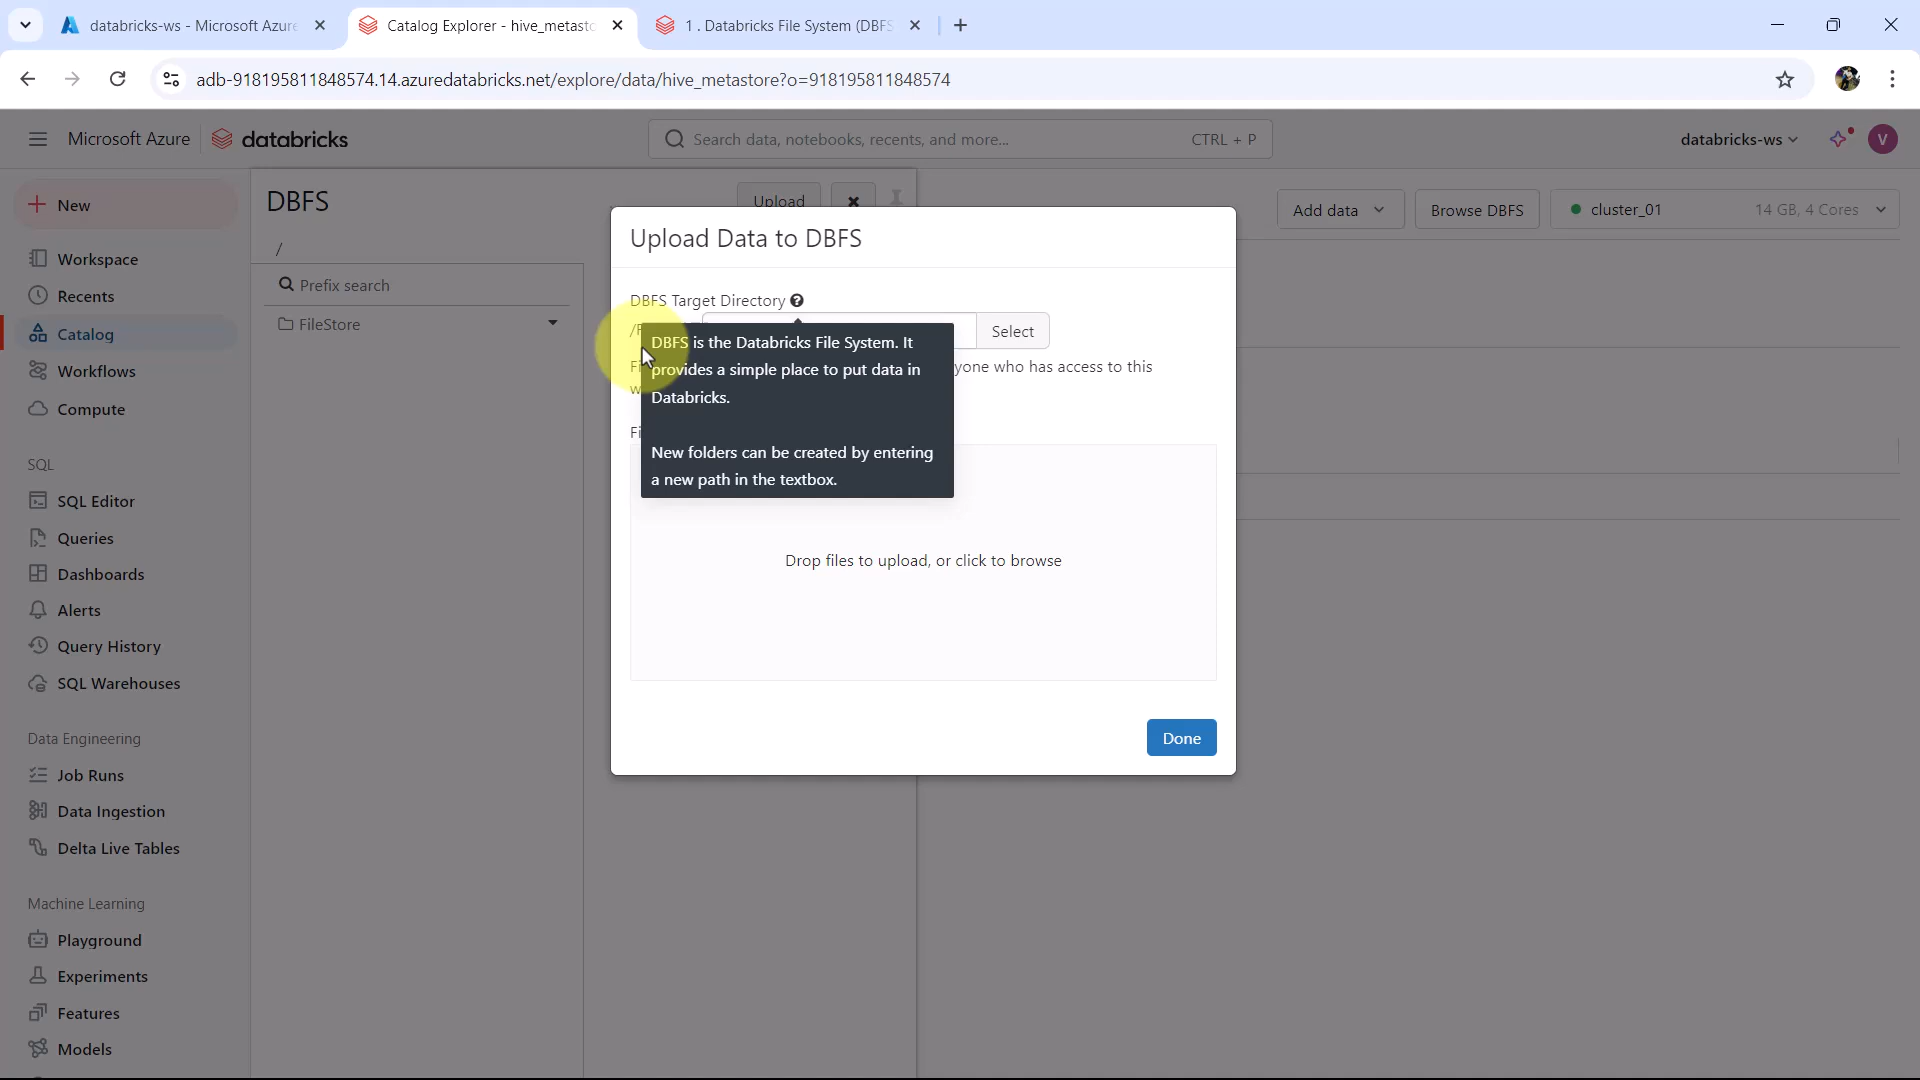 databricks-ws - Microsoft Azure
Catalog Explorer - hive_metasto
1 . Databricks File System (DBFS
adb-918195811848574.14.azuredatabricks.net/explore/data/hive_metastore?o=918195811848574
Microsoft Azure
databricks
Search data, notebooks, recents, and more...
CTRL + P
databricks-ws
V
New
Workspace
Recents
Catalog
Workflows
Compute
SQL
SQL Editor
Queries
Dashboards
Alerts
Query History
SQL Warehouses
Data Engineering
Job Runs
Data Ingestion
Delta Live Tables
Machine Learning
Playground
Experiments
Features
Models
DBFS
Upload
/
Prefix search
FileStore
Add data
Browse DBFS
cluster_01
14 GB, 4 Cores
Upload Data to DBFS
DBFS Target Directory
Select
yone who has access to this
DBFS is the Databricks File System. It
provides a simple place to put data in
Databricks.
New folders can be created by entering
a new path in the textbox.
Drop files to upload, or click to browse
Done